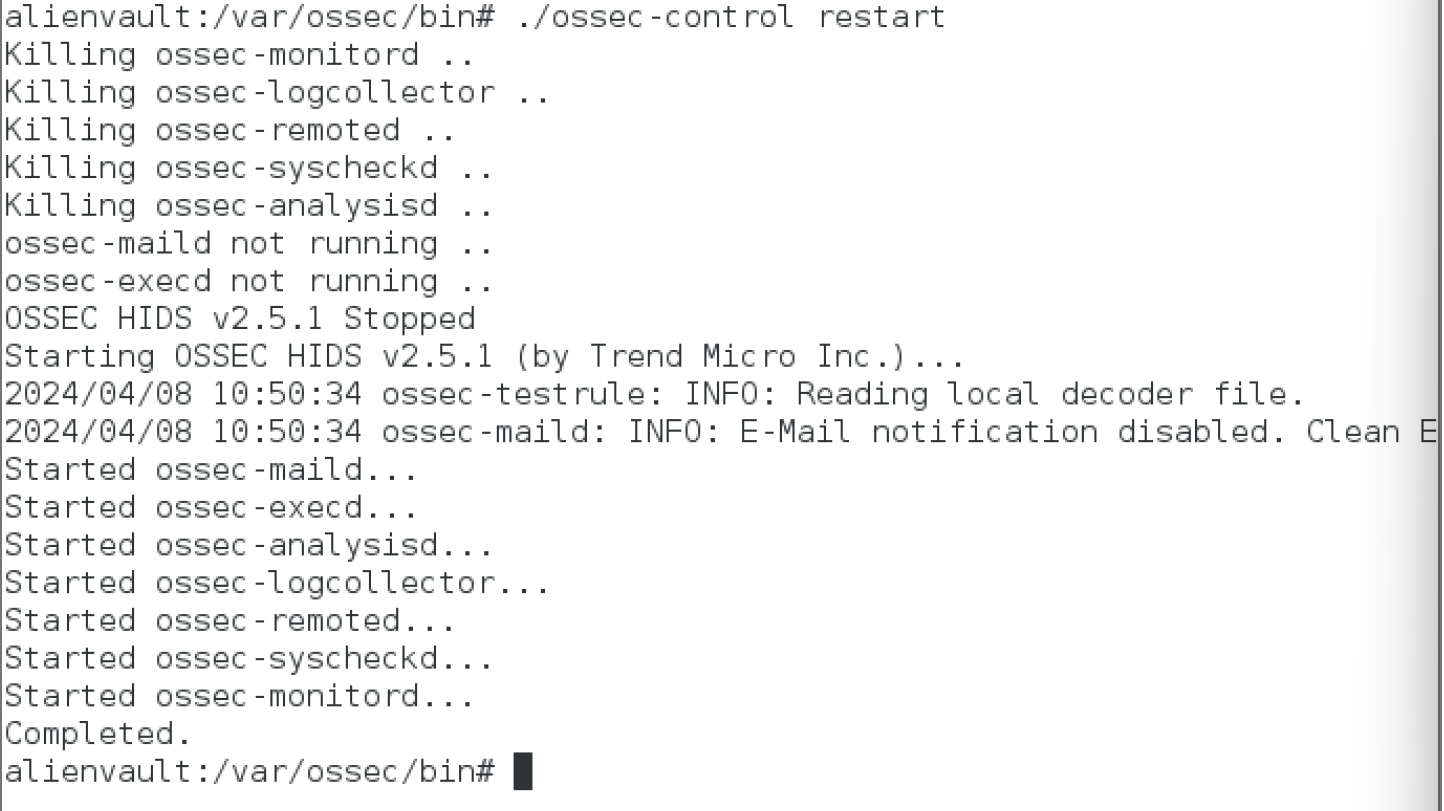 alienvault:/var/ossec/bin# ./ossec-control restart
Killing ossec-monitord ..
Killing ossec-logcollector ..
Killing ossec-remoted ..
Killing ossec-syscheckd ..
Killing ossec-analysisd ..
ossec-maild not running ..
ossec-execd not running ..
OSSEC HIDS v2.5.1 Stopped
Starting OSSEC HIDS v2.5.1 (by Trend Micro Inc.)...
2024/04/08 10:50:34 ossec-testrule: INFO: Reading local decoder file.
2024/04/08 10:50:34 ossec-maild: INFO: E-Mail notification disabled. Clean E
Started ossec-maild...
Started ossec-execd...
Started ossec-analysisd...
Started ossec-logcollector...
Started ossec-remoted...
Started ossec-syscheckd...
Started ossec-monitord...
Completed.
alienvault:/var/ossec/bin#